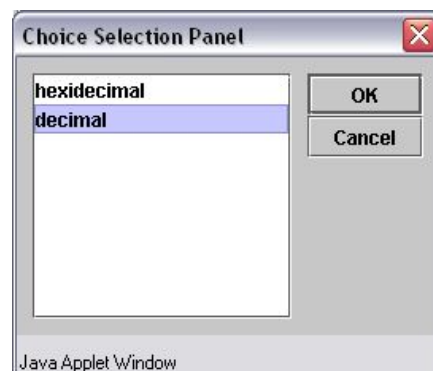 Choice Selection Panel
hexidecimal
decimal
OK
Cancel
Java Applet Window